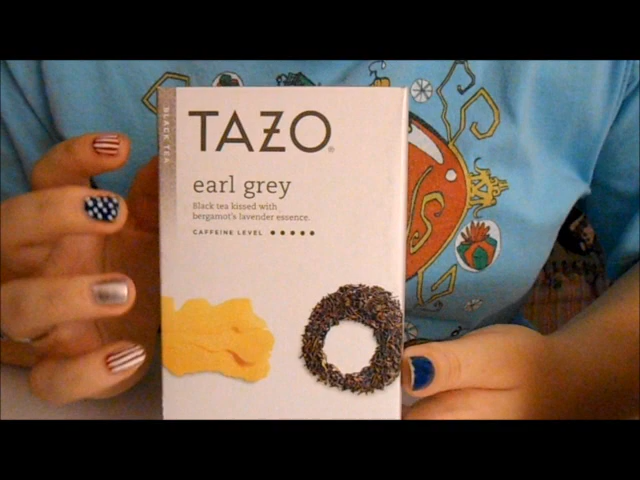 BLACK TEA
TAZO®
earl grey
Black tea kissed with
bergamot's lavender essence.
CAFFEINE LEVEL